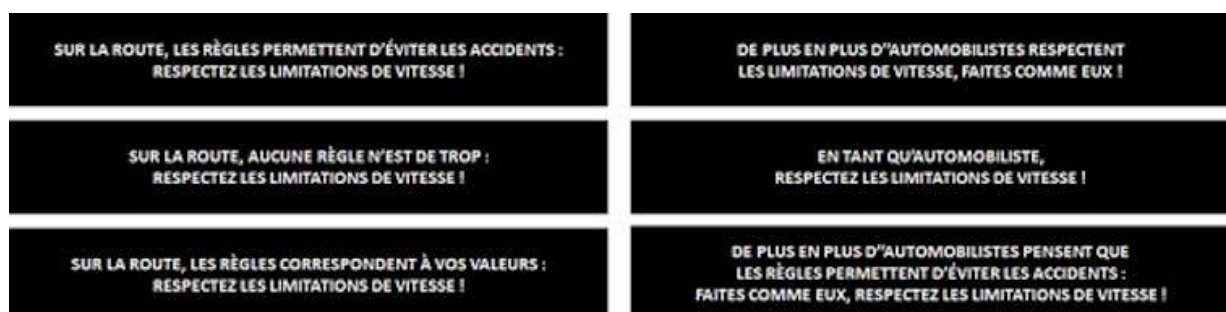 SUR LA ROUTE, LES RÈGLES PERMETTENT D'ÉVITER LES ACCIDENTS :
RESPECTEZ LES LIMITATIONS DE VITESSE !
DE PLUS EN PLUS D''AUTOMOBILISTES RESPECTENT
LES LIMITATIONS DE VITESSE, FAITES COMME EUX !
SUR LA ROUTE, AUCUNE RÈGLE N'EST DE TROP :
RESPECTEZ LES LIMITATIONS DE VITESSE !
EN TANT QU'AUTOMOBILISTE,
RESPECTEZ LES LIMITATIONS DE VITESSE !
SUR LA ROUTE, LES RÈGLES CORRESPONDENT À VOS VALEURS :
RESPECTEZ LES LIMITATIONS DE VITESSE !
DE PLUS EN PLUS D''AUTOMOBILISTES PENSENT QUE
LES RÈGLES PERMETTENT D'ÉVITER LES ACCIDENTS :
FAITES COMME EUX, RESPECTEZ LES LIMITATIONS DE VITESSE !